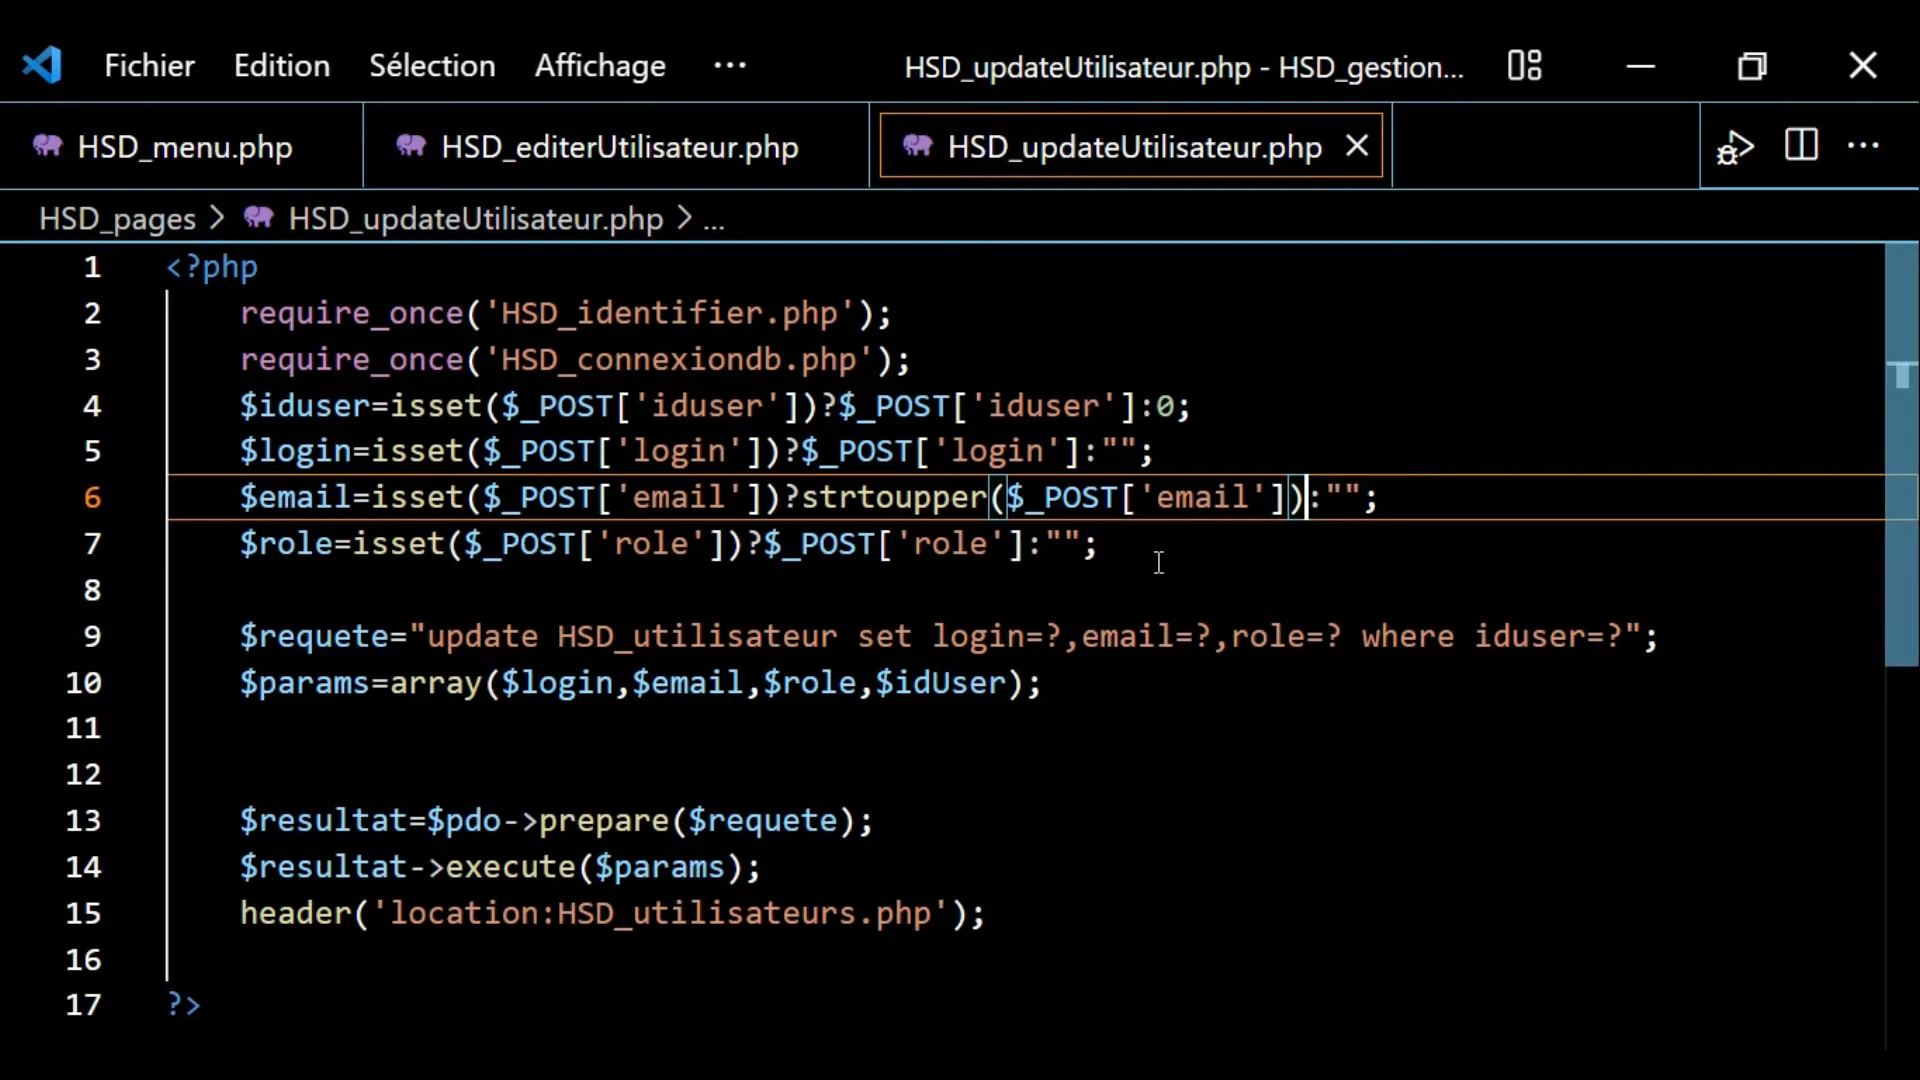 Fichier Edition Sélection Affichage ··· HSD_updateUtilisateur.php - HSD_gestion...
HSD_menu.php HSD_editerUtilisateur.php HSD_updateUtilisateur.php
HSD_pages > HSD_updateUtilisateur.php > ...
1 <?php
2 require_once('HSD_identifier.php');
3 require_once('HSD_connexiondb.php');
4 $iduser=isset($_POST['iduser'])?$_POST['iduser']:0;
5 $login=isset($_POST['login'])?$_POST['login']:"";
6 $email=isset($_POST['email'])?strtoupper($_POST['email']):"";
7 $role=isset($_POST['role'])?$_POST['role']:"";
8
9 $requete="update HSD_utilisateur set login=?,email=?,role=? where iduser=?";
10 $params=array($login,$email,$role,$idUser);
11
12
13 $resultat=$pdo->prepare($requete);
14 $resultat->execute($params);
15 header('location:HSD_utilisateurs.php');
16
17 ?>